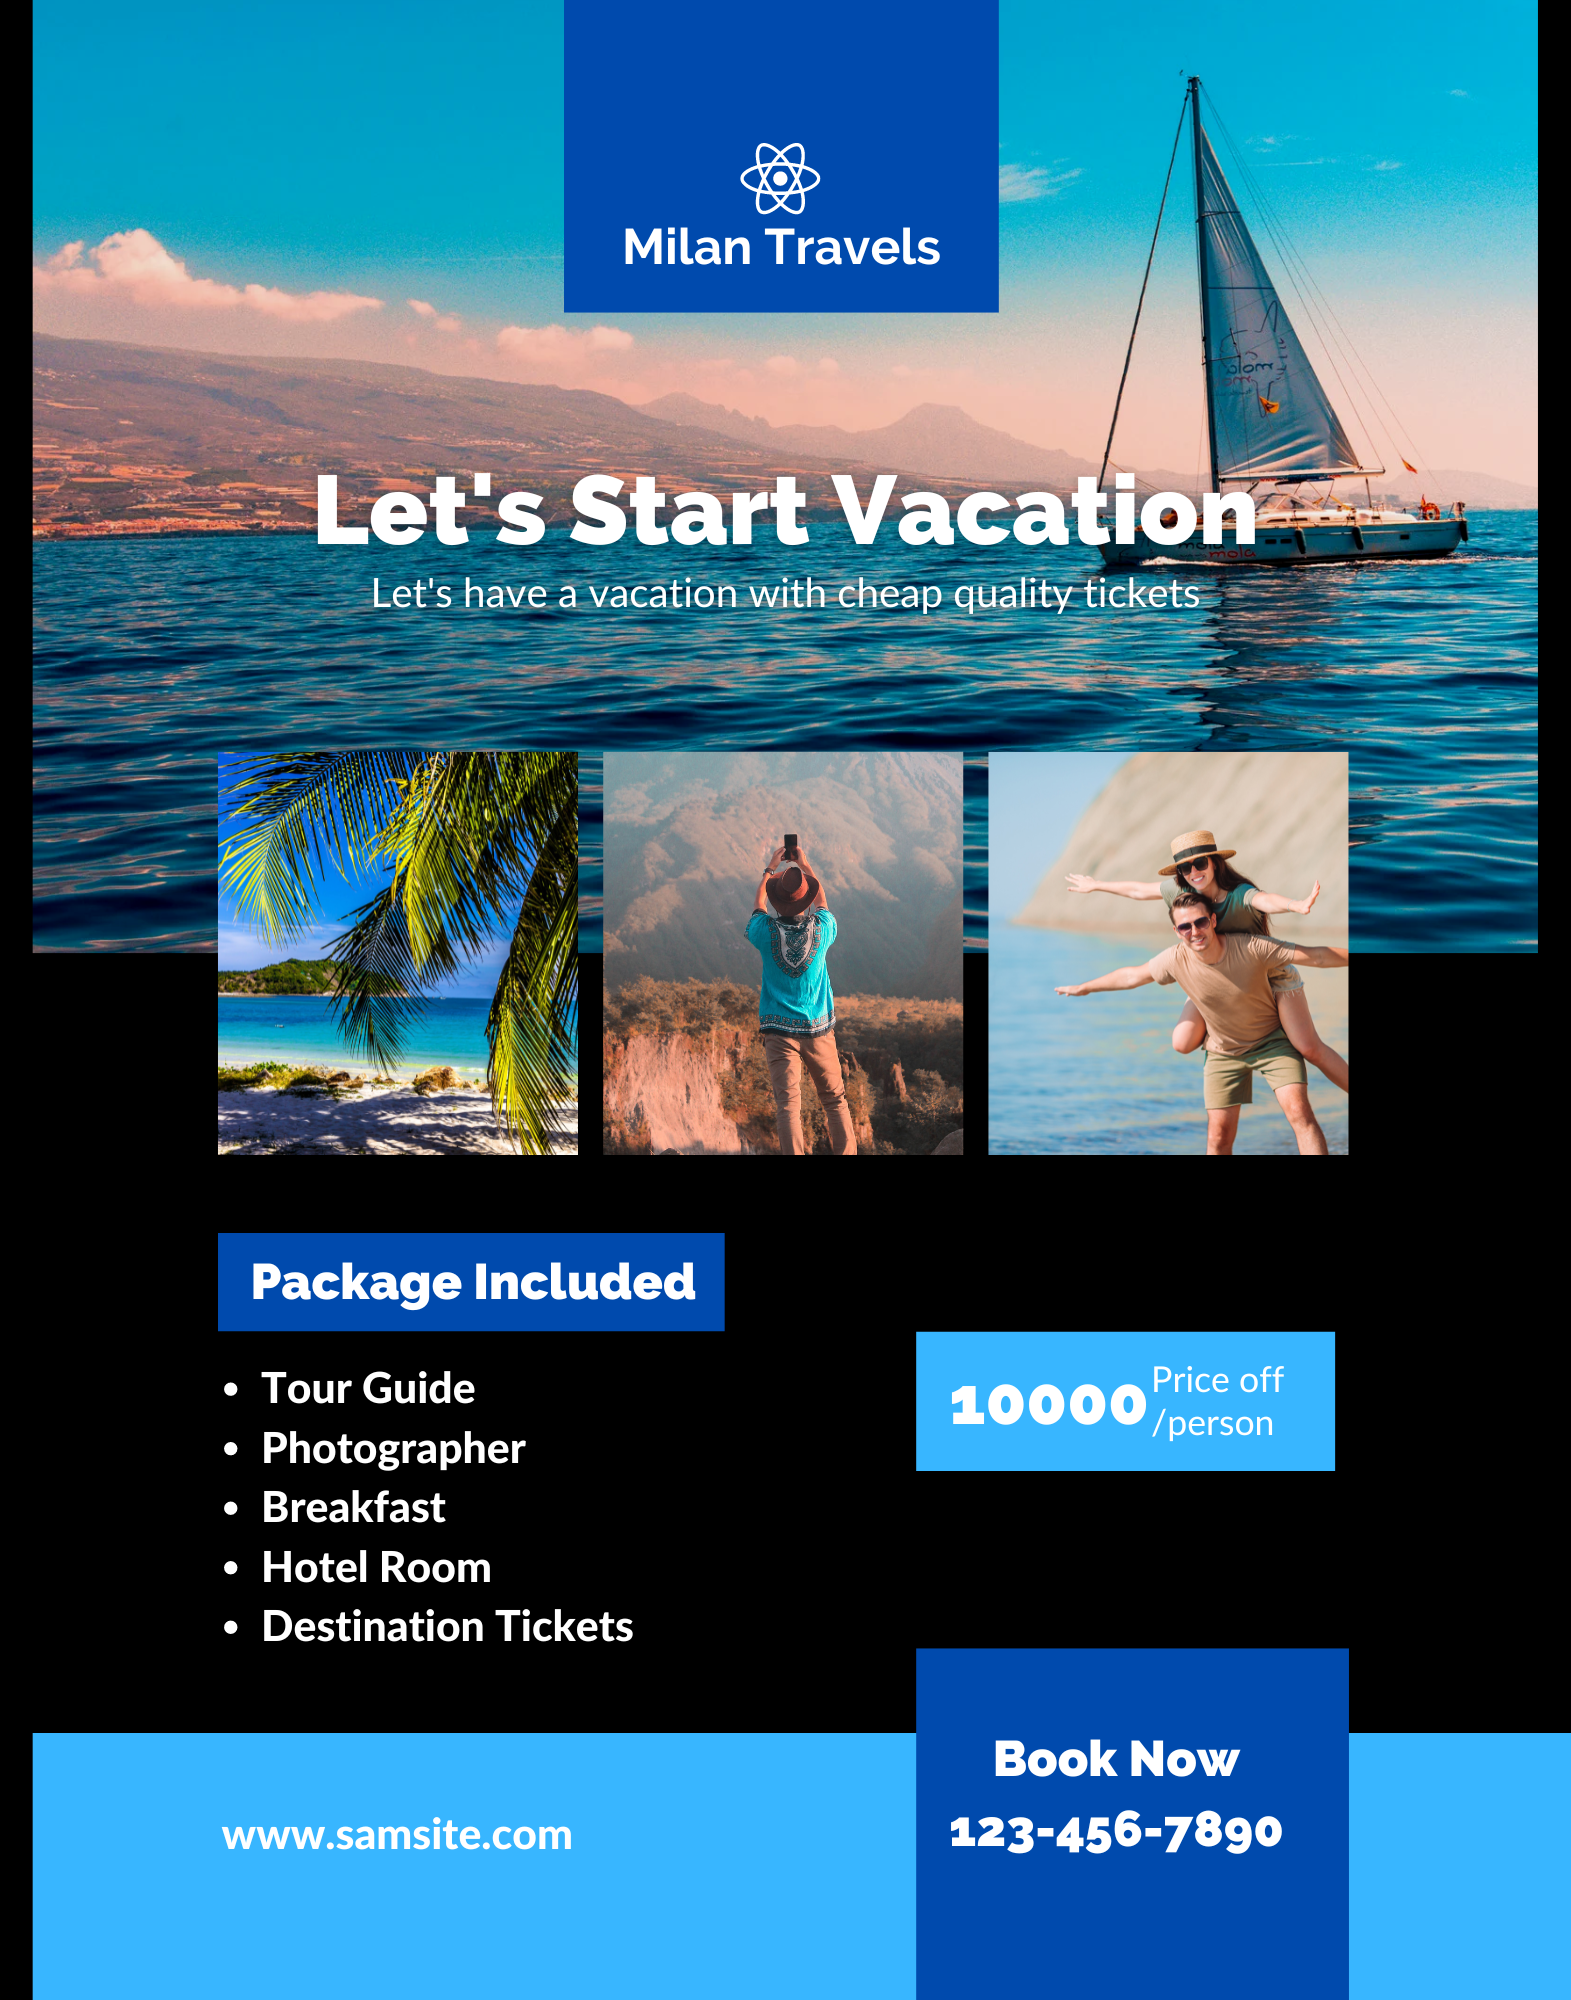 Milan Travels
Let's Start Vacation
Let's have a vacation with cheap quality tickets
Package Included
• Tour Guide
• Photographer
• Breakfast
• Hotel Room
• Destination Tickets
10000
Price off
/person
Book Now
123-456-7890
www.samsite.com